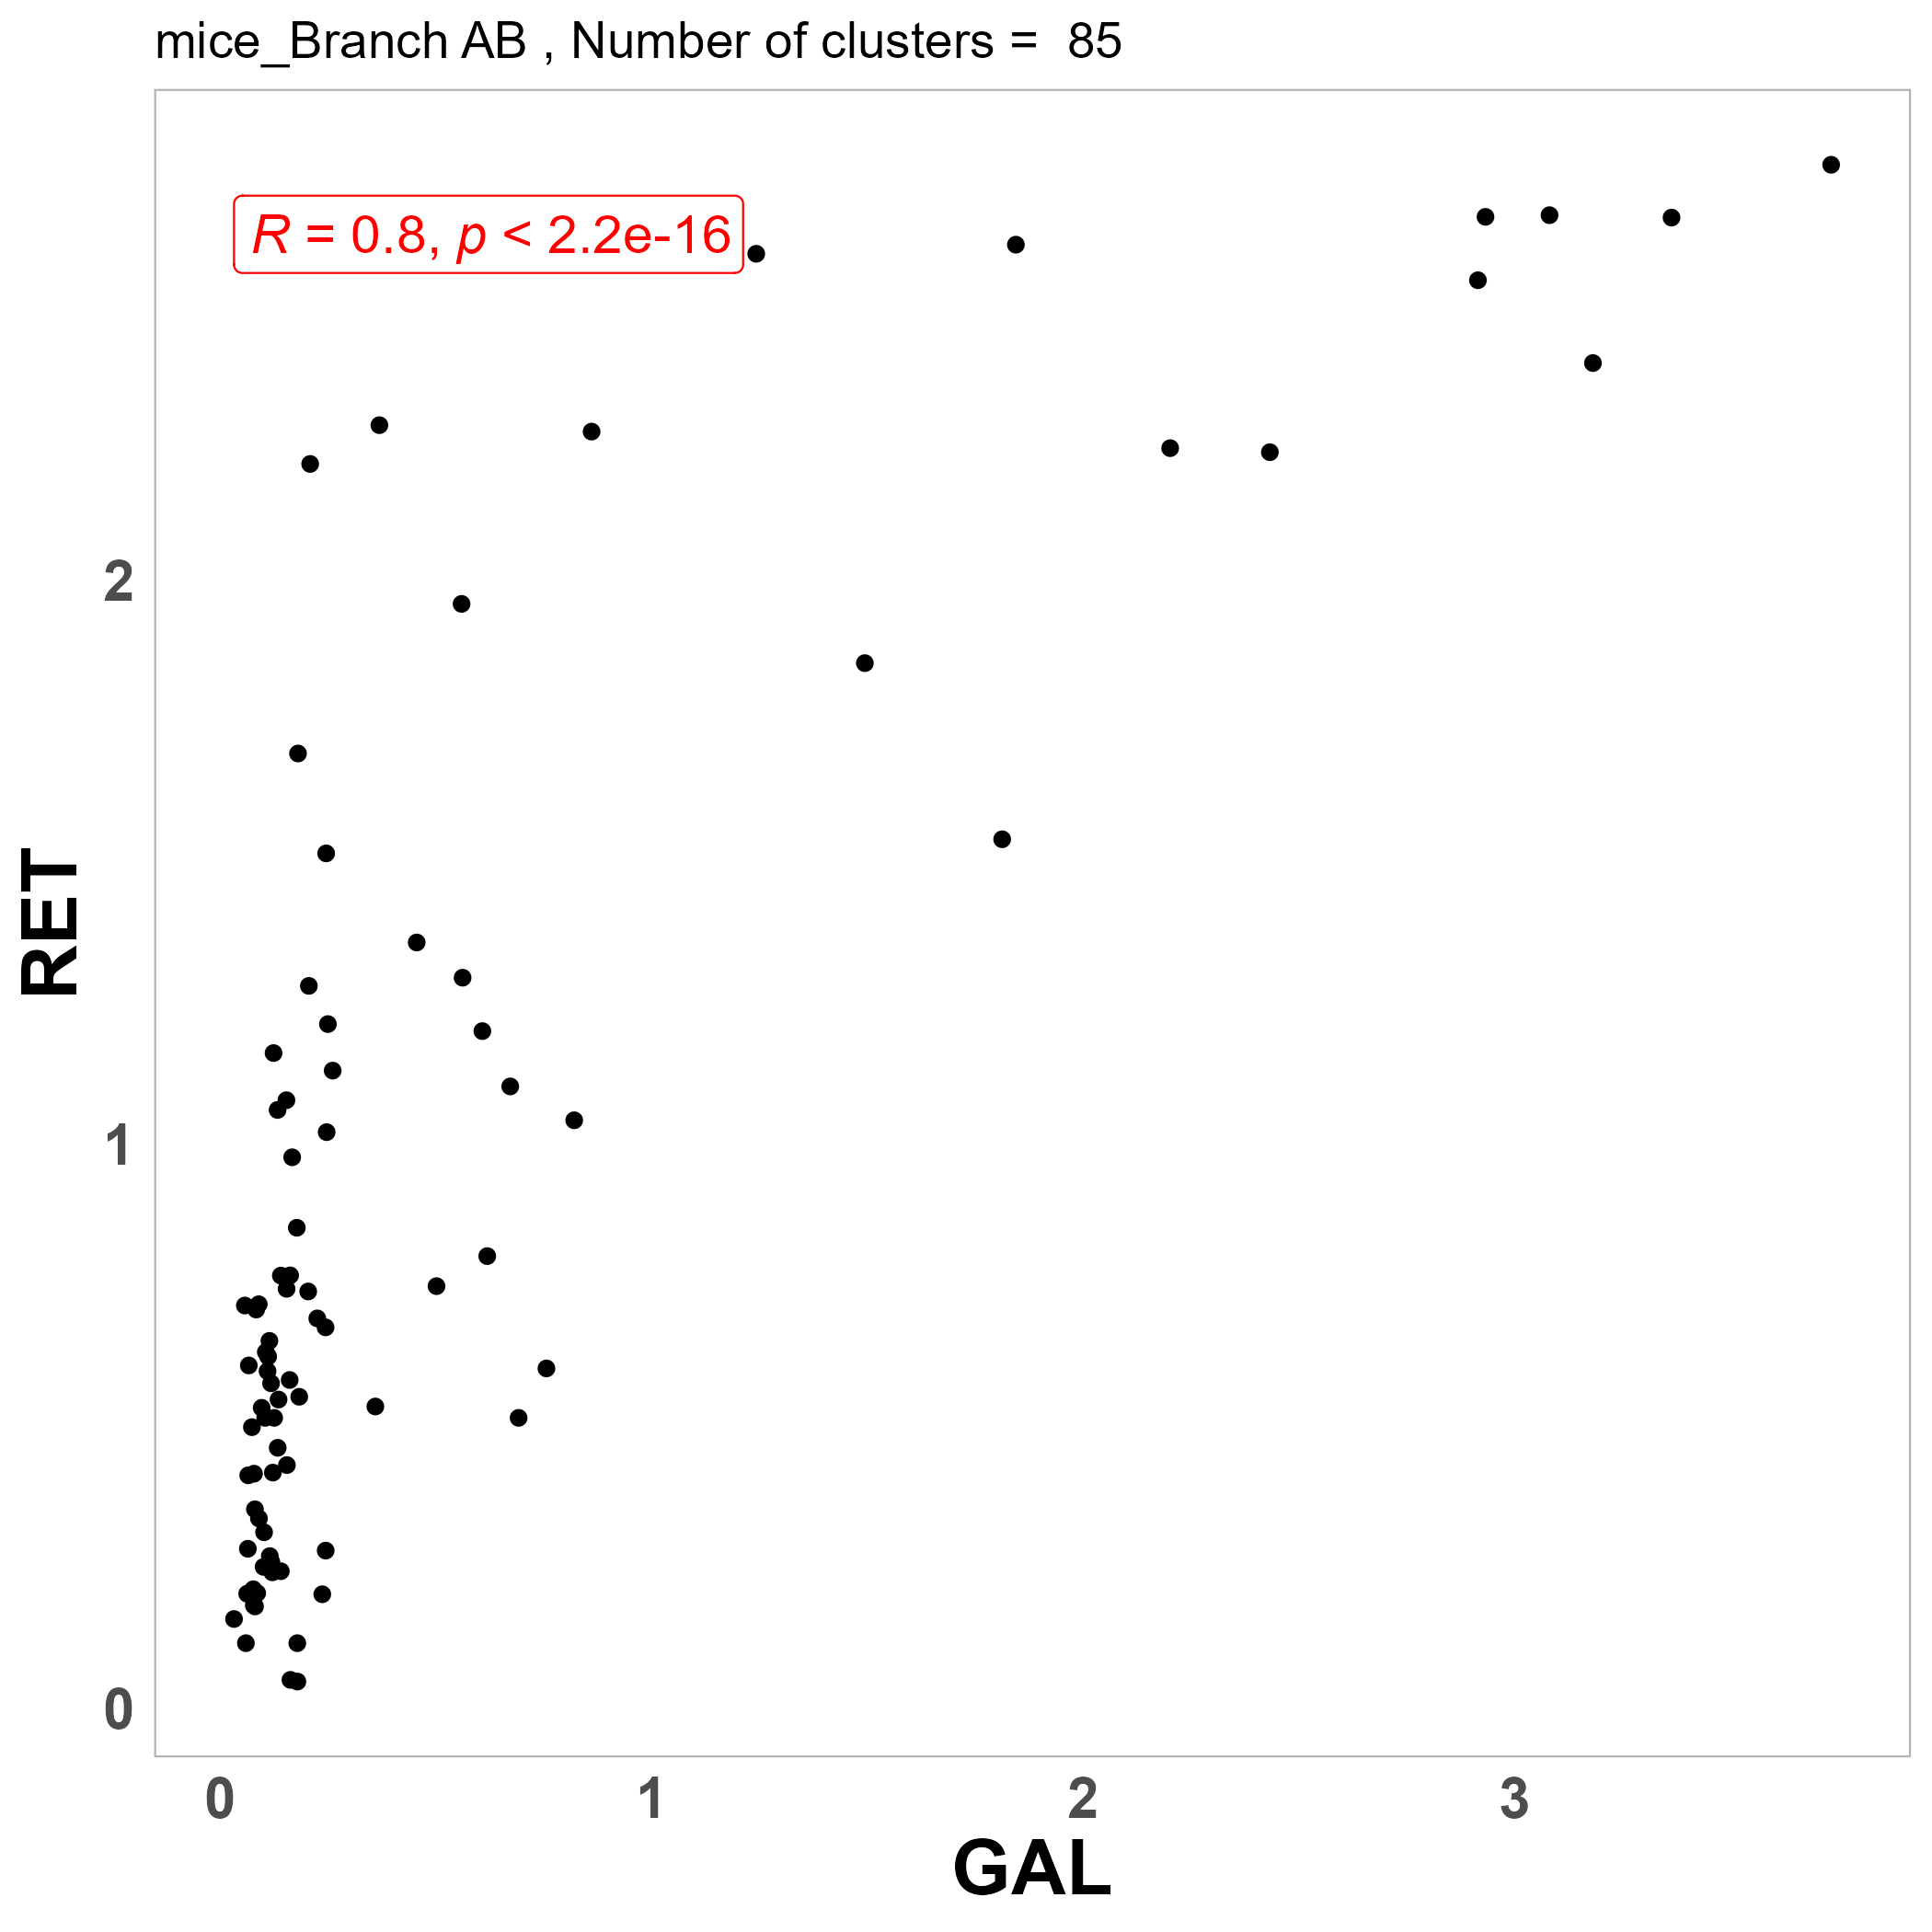 mice_Branch AB , Number of clusters =  85
R = 0.8, p < 2.2e-16
2
RET
1
0
0 1 2 3
GAL